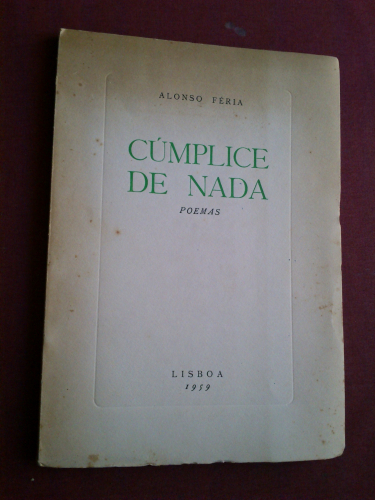 ALONSO FÉRIA
CÚMPLICE
DE NADA
POEMAS
LISBOA
1959